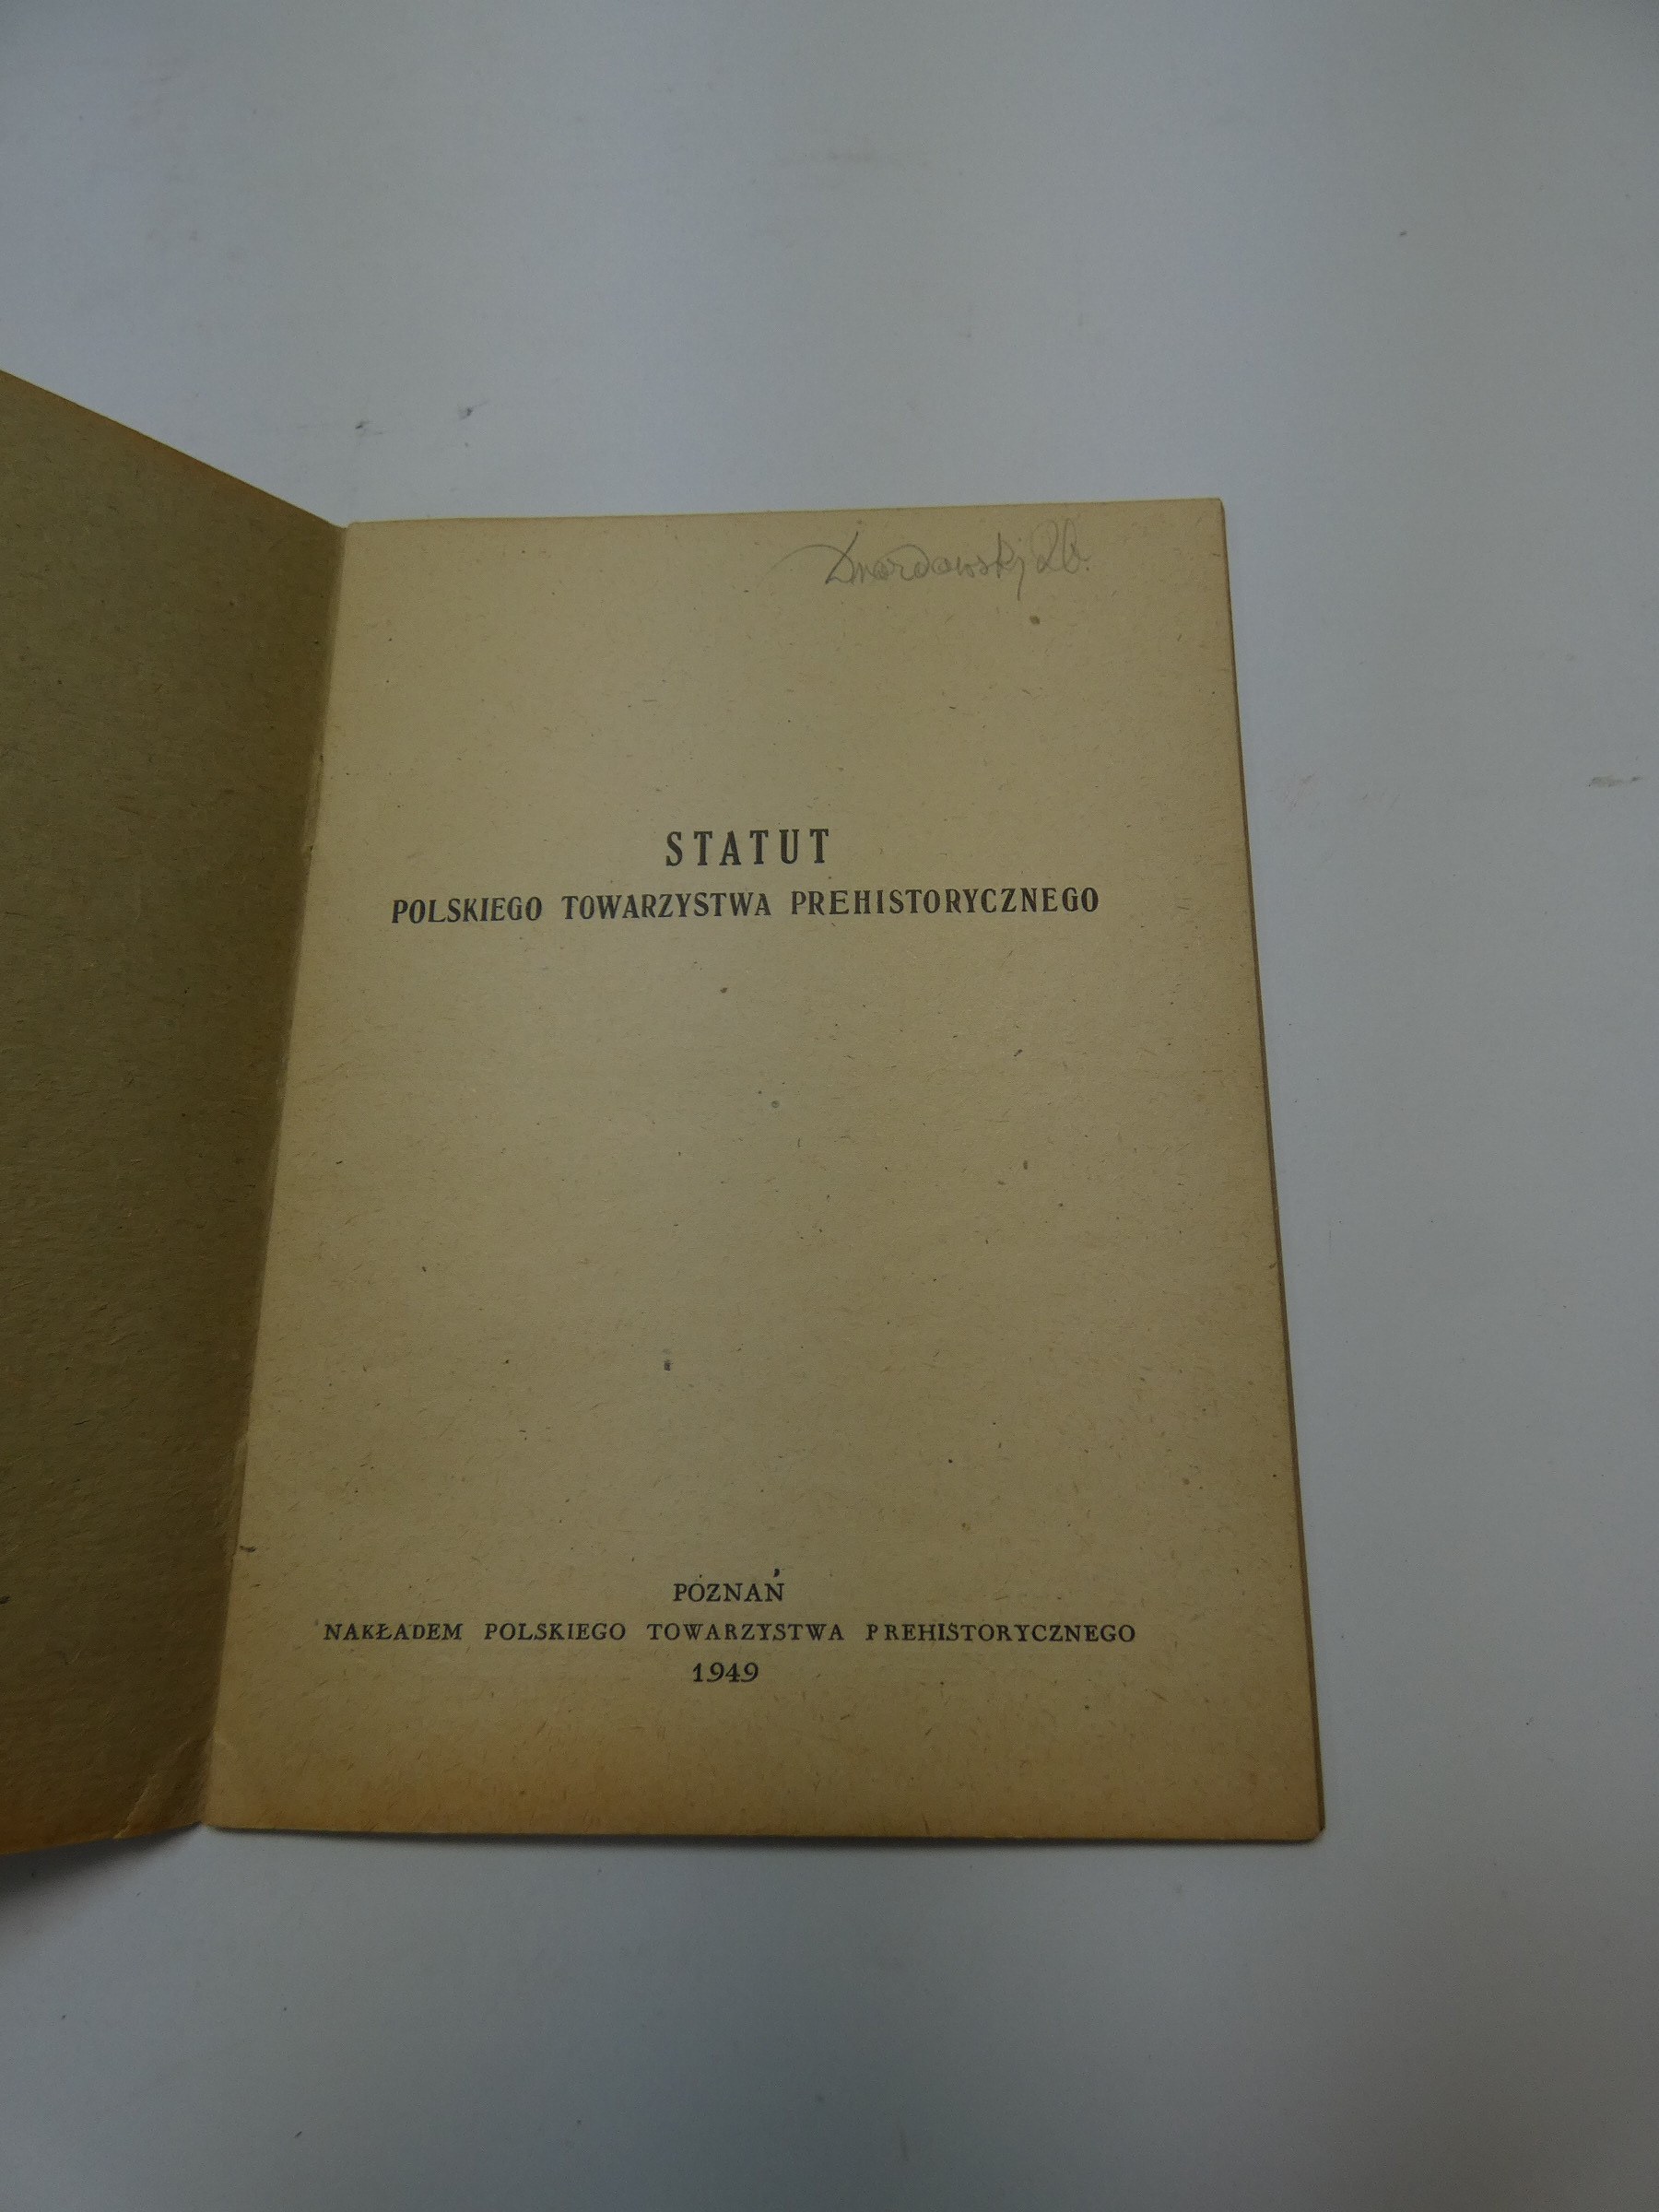 STATUT
POLSKIEGO TOWARZYSTWA PREHISTORYCZNEGO
POZNAŃ
NAKŁADEM POLSKIEGO TOWARZYSTWA PREHISTORYCZNEGO
1949